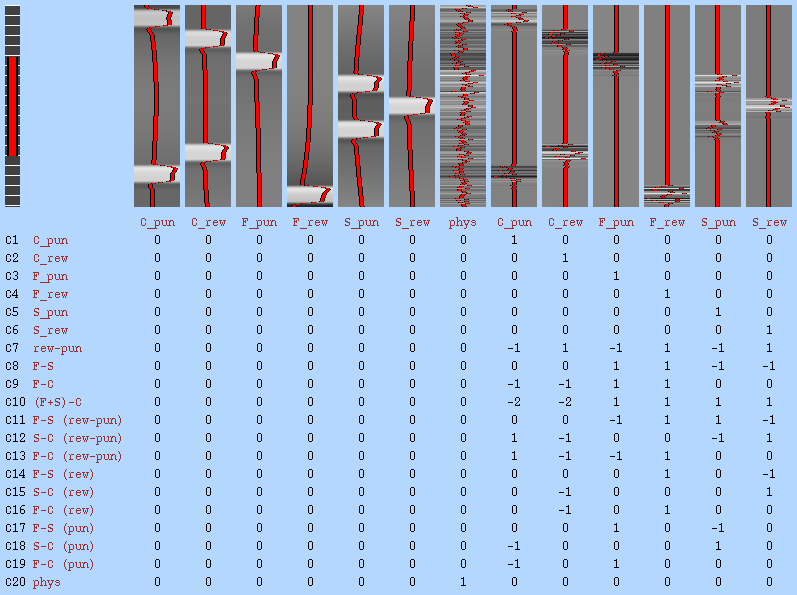 C_pun C_rew F_pun F_rew S_pun S_rew phys C_pun C_rew F_pun F_rew S_pun S_rew
C1 C_pun 0 0 0 0 0 0 0 1 0 0 0 0 0
C2 C_rew 0 0 0 0 0 0 0 0 1 0 0 0 0
C3 F_pun 0 0 0 0 0 0 0 0 0 1 0 0 0
C4 F_rew 0 0 0 0 0 0 0 0 0 0 1 0 0
C5 S_pun 0 0 0 0 0 0 0 0 0 0 0 1 0
C6 S_rew 0 0 0 0 0 0 0 0 0 0 0 0 1
C7 rew-pun 0 0 0 0 0 0 0 -1 1 -1 1 -1 1
C8 F-S 0 0 0 0 0 0 0 0 0 1 1 -1 -1
C9 F-C 0 0 0 0 0 0 0 -1 -1 1 1 0 0
C10 (F+S)-C 0 0 0 0 0 0 0 -2 -2 1 1 1 1
C11 F-S (rew-pun) 0 0 0 0 0 0 0 0 0 -1 1 1 -1
C12 S-C (rew-pun) 0 0 0 0 0 0 0 1 -1 0 0 -1 1
C13 F-C (rew-pun) 0 0 0 0 0 0 0 1 -1 -1 1 0 0
C14 F-S (rew) 0 0 0 0 0 0 0 0 0 0 1 0 -1
C15 S-C (rew) 0 0 0 0 0 0 0 0 -1 0 0 0 1
C16 F-C (rew) 0 0 0 0 0 0 0 0 -1 0 1 0 0
C17 F-S (pun) 0 0 0 0 0 0 0 0 0 1 0 -1 0
C18 S-C (pun) 0 0 0 0 0 0 0 -1 0 0 0 1 0
C19 F-C (pun) 0 0 0 0 0 0 0 -1 0 1 0 0 0
C20 phys 0 0 0 0 0 0 1 0 0 0 0 0 0